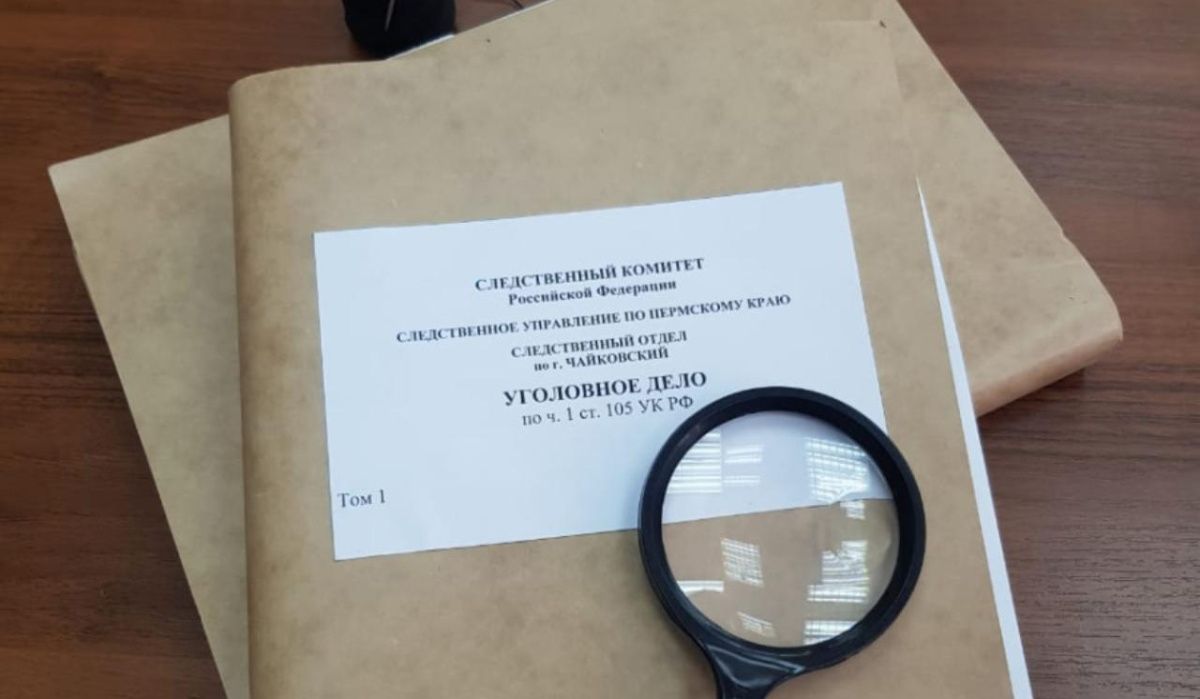 СЛЕДСТВЕННЫЙ КОМИТЕТ
Российской Федерации
СЛЕДСТВЕННОЕ УПРАВЛЕНИЕ ПО ПЕРМСКОМУ КРАЮ
СЛЕДСТВЕННЫЙ ОТДЕЛ
по г. ЧАЙКОВСКИЙ
УГОЛОВНОЕ ДЕЛО
по ч. 1 ст. 105 УК РФ
Том 1